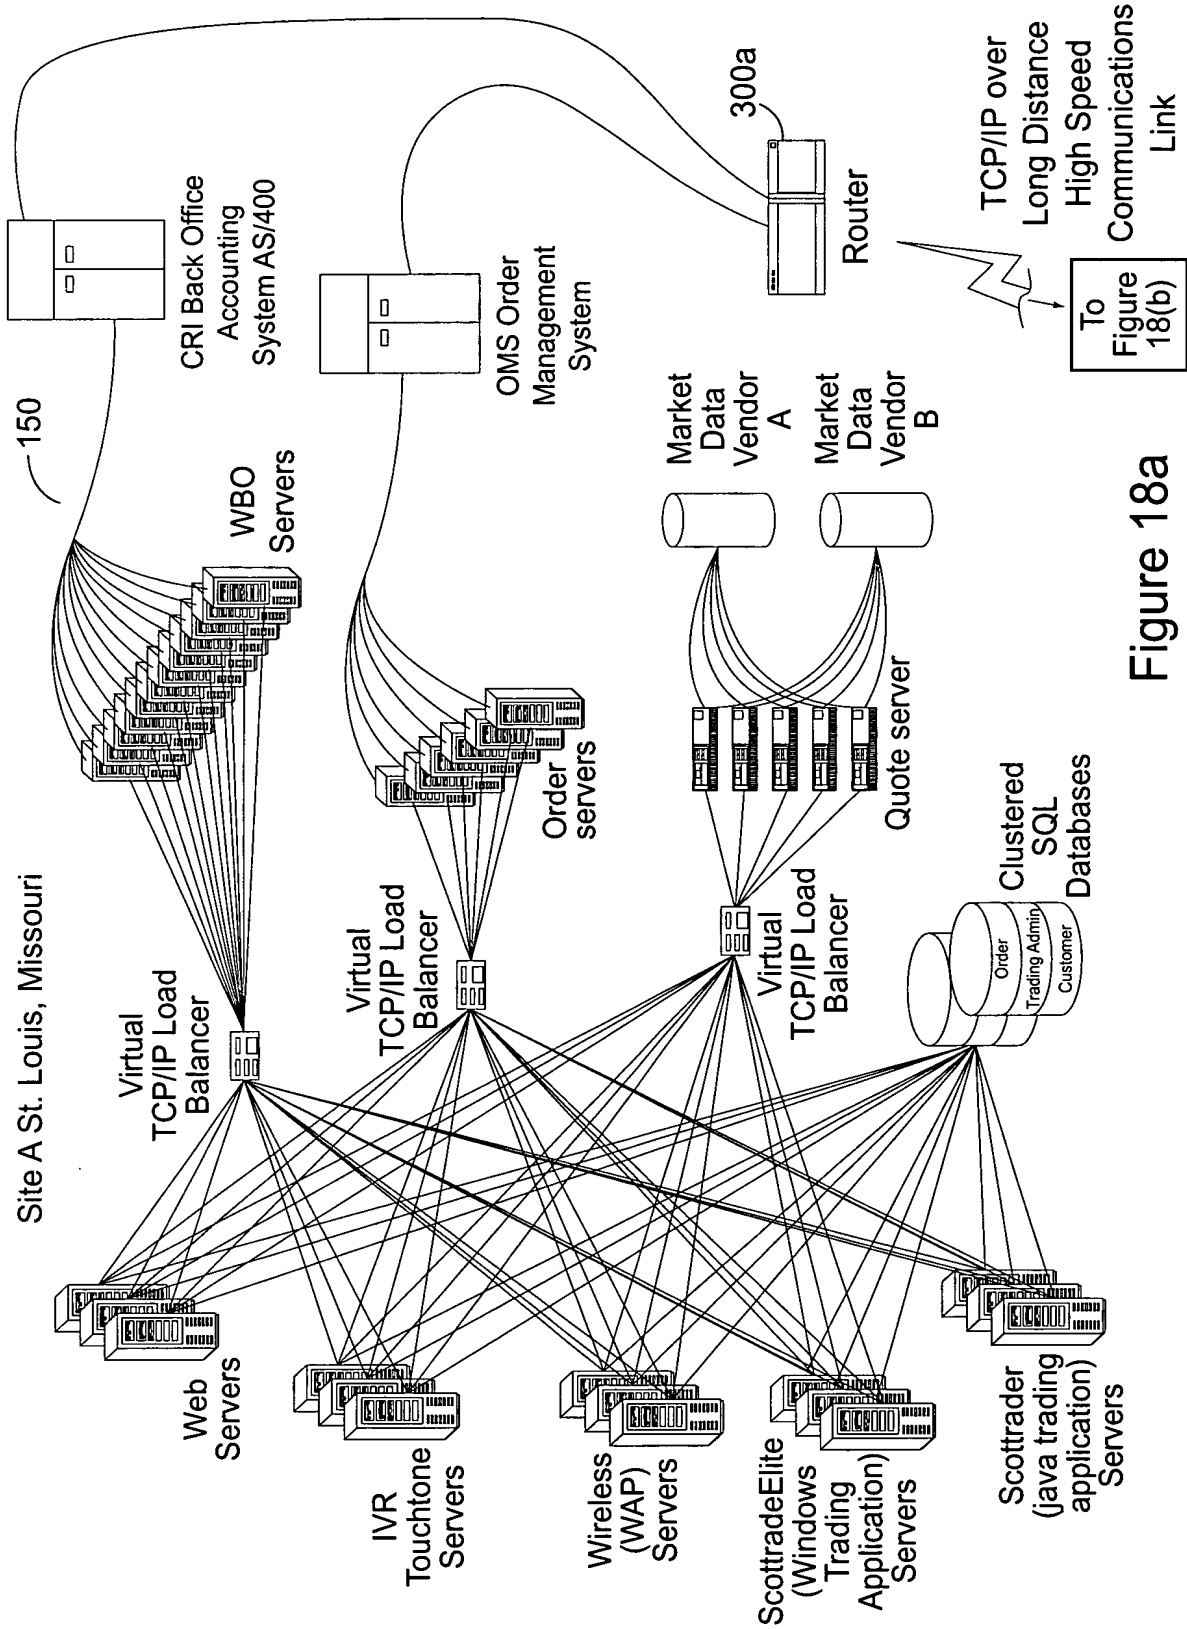 Site A St. Louis, Missouri
Web
Servers
IVR
Touchtone
Servers
Wireless
(WAP)
Servers
ScottradeElite
(Windows
Trading
Application)
Servers
Scottrader
(java trading
application)
Servers
Virtual
TCP/IP Load
Balancer
Virtual
TCP/IP Load
Balancer
Virtual
TCP/IP Load
Balancer
Order
Trading Admin
Customer
Clustered
SQL
Databases
WBO
Servers
Order
servers
Quote server
150
CRI Back Office
Accounting
System AS/400
OMS Order
Management
System
Market
Data
Vendor
A
Market
Data
Vendor
B
300a
Router
TCP/IP over
Long Distance
High Speed
Communications
Link
To
Figure
18(b)
Figure 18a